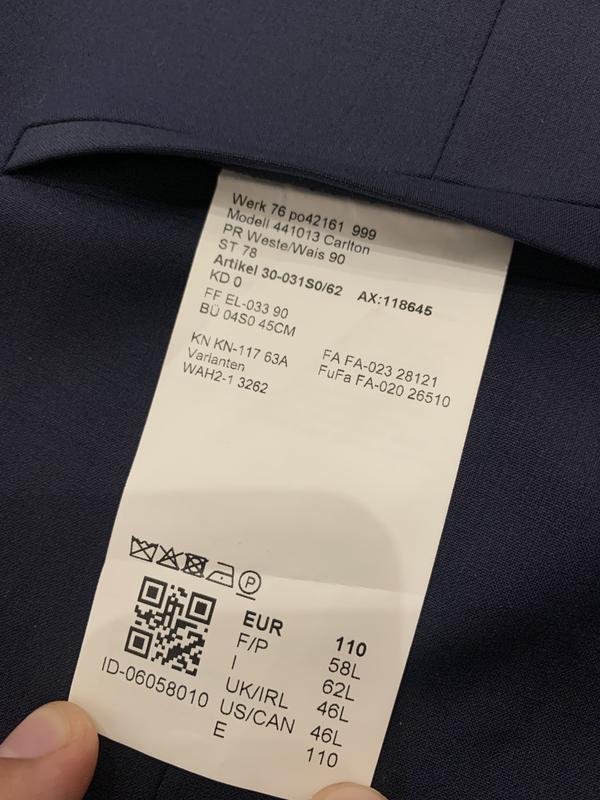 Werk 76 po42161 999
Modell 441013 Carlton
PR Weste/Wais 90
ST 78
Artikel 30-031S0/62 AX:118645
KD 0
FF EL-033 90
BÜ 04S0 45CM
KN KN-117 63A FA FA-023 28121
Varianten FuFa FA-020 26510
WAH2-1 3262
P
ID-06058010
EUR 110
F/P 58L
I 62L
UK/IRL 46L
US/CAN 46L
E 110